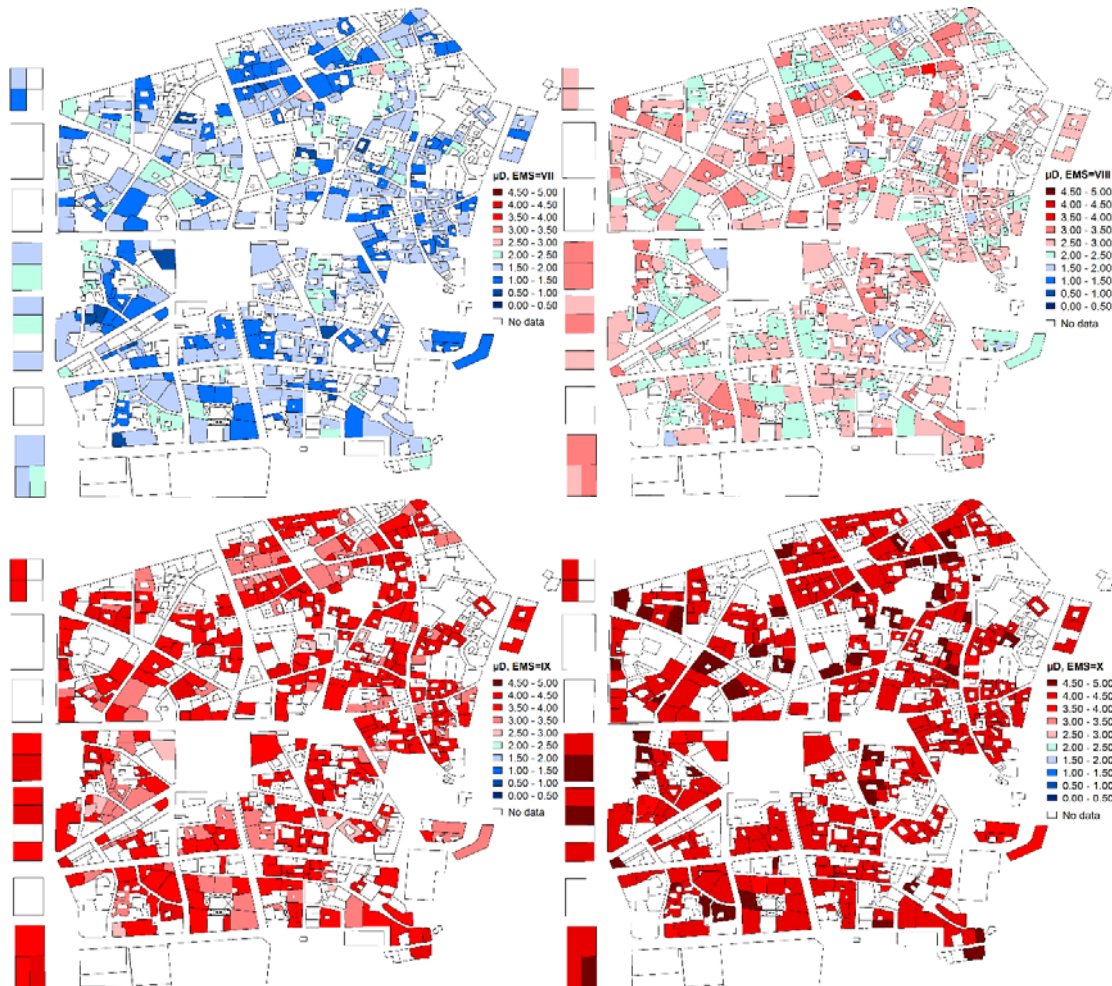 µD, EMS=VII
4.50 - 5.00
4.00 - 4.50
3.50 - 4.00
3.00 - 3.50
2.50 - 3.00
2.00 - 2.50
1.50 - 2.00
1.00 - 1.50
0.50 - 1.00
0.00 - 0.50
No data
µD, EMS=VIII
4.50 - 5.00
4.00 - 4.50
3.50 - 4.00
3.00 - 3.50
2.50 - 3.00
2.00 - 2.50
1.50 - 2.00
1.00 - 1.50
0.50 - 1.00
0.00 - 0.50
No data
µD, EMS=IX
4.50 - 5.00
4.00 - 4.50
3.50 - 4.00
3.00 - 3.50
2.50 - 3.00
2.00 - 2.50
1.50 - 2.00
1.00 - 1.50
0.50 - 1.00
0.00 - 0.50
No data
µD, EMS=X
4.50 - 5.00
4.00 - 4.50
3.50 - 4.00
3.00 - 3.50
2.50 - 3.00
2.00 - 2.50
1.50 - 2.00
1.00 - 1.50
0.50 - 1.00
0.00 - 0.50
No data